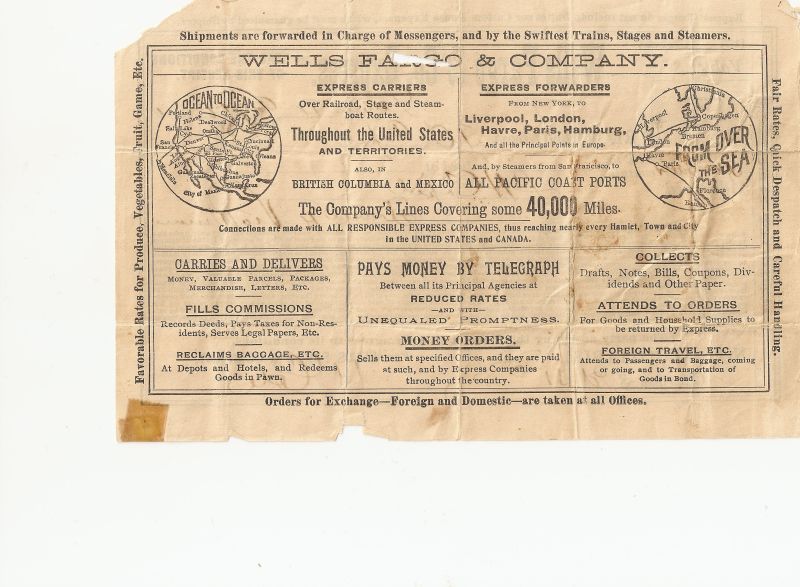 Shipments are forwarded in Charge of Messengers, and by the Swiftest Trains, Stages and Steamers.
Favorable Rates for Produce, Vegetables, Fruit, Game, Etc.
Fair Rates, Quick Despatch and Careful Handling.
WELLS FARGO & COMPANY.
OCEAN TO OCEAN
EXPRESS CARRIERS
Over Railroad, Stage and Steam-
boat Routes.
Throughout the United States
AND TERRITORIES.
ALSO, IN
BRITISH COLUMBIA and MEXICO
EXPRESS FORWARDERS
FROM NEW YORK, TO
Liverpool, London,
Havre, Paris, Hamburg,
And all the Principal Points in Europe.
And, by Steamers from San Francisco, to
ALL PACIFIC COAST PORTS
FROM OVER
THE SEA
The Company's Lines Covering some 40,000 Miles.
Connections are made with ALL RESPONSIBLE EXPRESS COMPANIES, thus reaching nearly every Hamlet, Town and City
in the UNITED STATES and CANADA.
CARRIES AND DELIVERS
MONEY, VALUABLE PARCELS, PACKAGES,
MERCHANDISE, LETTERS, ETC.
FILLS COMMISSIONS
Records Deeds, Pays Taxes for Non-Res-
idents, Serves Legal Papers, Etc.
RECLAIMS BAGGAGE, ETC.
At Depots and Hotels, and Redeems
Goods in Pawn.
PAYS MONEY BY TELEGRAPH
Between all its Principal Agencies at
REDUCED RATES
—AND WITH—
UNEQUALED PROMPTNESS.
MONEY ORDERS.
Sells them at specified Offices, and they are paid
at such, and by Express Companies
throughout the country.
COLLECTS
Drafts, Notes, Bills, Coupons, Div-
idends and Other Paper.
ATTENDS TO ORDERS
For Goods and Household Supplies to
be returned by Express.
FOREIGN TRAVEL, ETC.
Attends to Passengers and Baggage, coming
or going, and to Transportation of
Goods in Bond.
Orders for Exchange—Foreign and Domestic—are taken at all Offices.